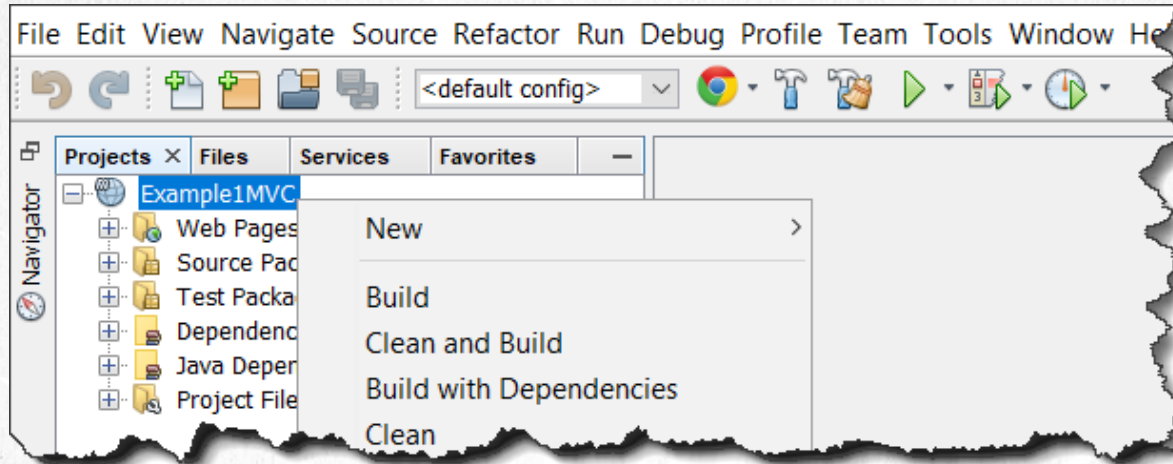 File Edit View Navigate Source Refactor Run Debug Profile Team Tools Window He
<default config>
Projects Files Services Favorites
Navigator
Example1MVC
Web Pages
Source Pac
Test Packa
Dependenc
Java Deper
Project File
New
Build
Clean and Build
Build with Dependencies
Clean